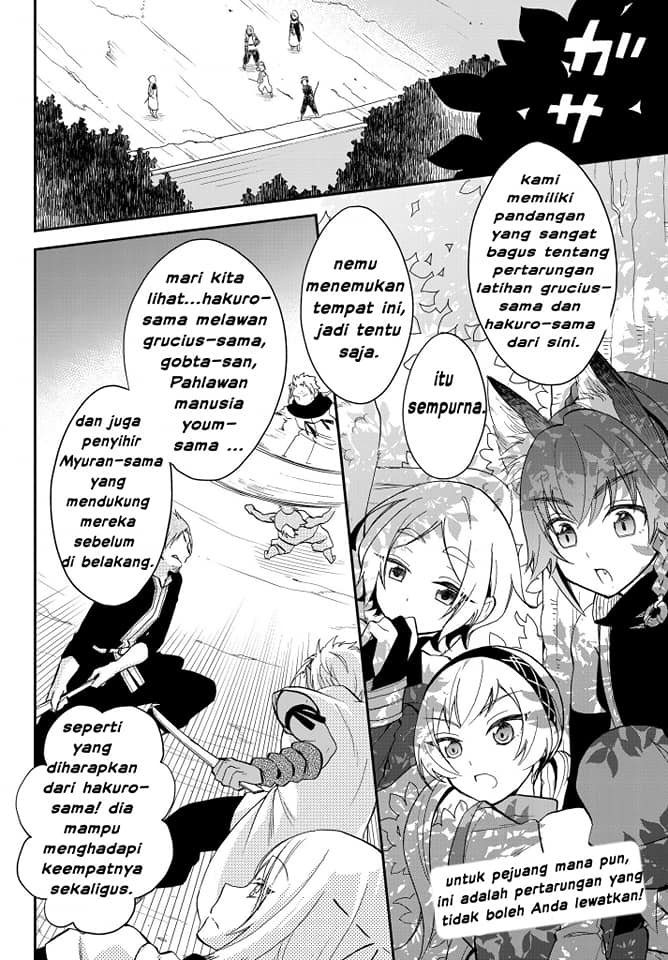 ガサ
kami
memiliki
pandangan
yang sangat
bagus tentang
pertarungan
latihan grucius-
sama dan
hakuro-sama
dari sini.
nemu
menemukan
tempat ini,
jadi tentu
saja.
itu
sempurna.
mari kita
lihat...hakuro-
sama melawan
grucius-sama,
gobta-san,
Pahlawan
manusia
youm-
sama ...
dan juga
penyihir
Myuran-sama
yang
mendukung
mereka
sebelum
di belakang.
seperti
yang
diharapkan
dari hakuro-
sama! dia
mampu
menghadapi
keempatnya
sekaligus.
untuk pejuang mana pun,
ini adalah pertarungan yang
tidak boleh Anda lewatkan!